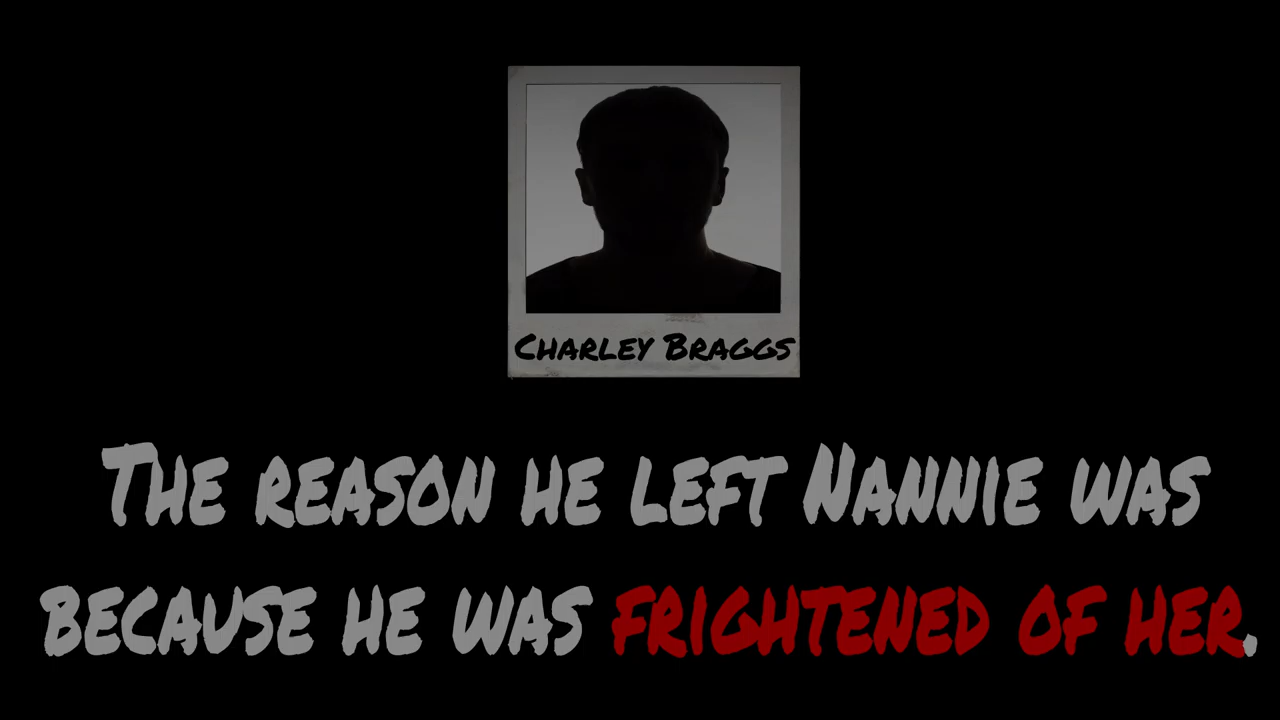 Charley Braggs
The reason he left Nannie was
because he was frightened of her.